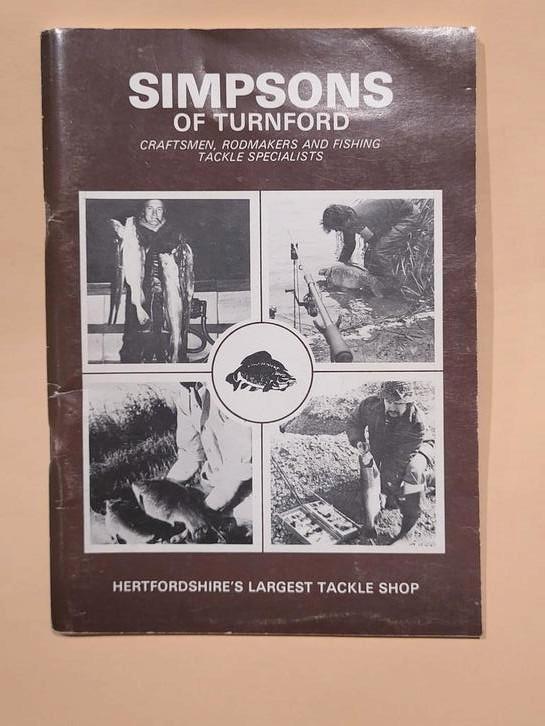 SIMPSONS
OF TURNFORD
CRAFTSMEN, RODMAKERS AND FISHING
TACKLE SPECIALISTS
HERTFORDSHIRE'S LARGEST TACKLE SHOP